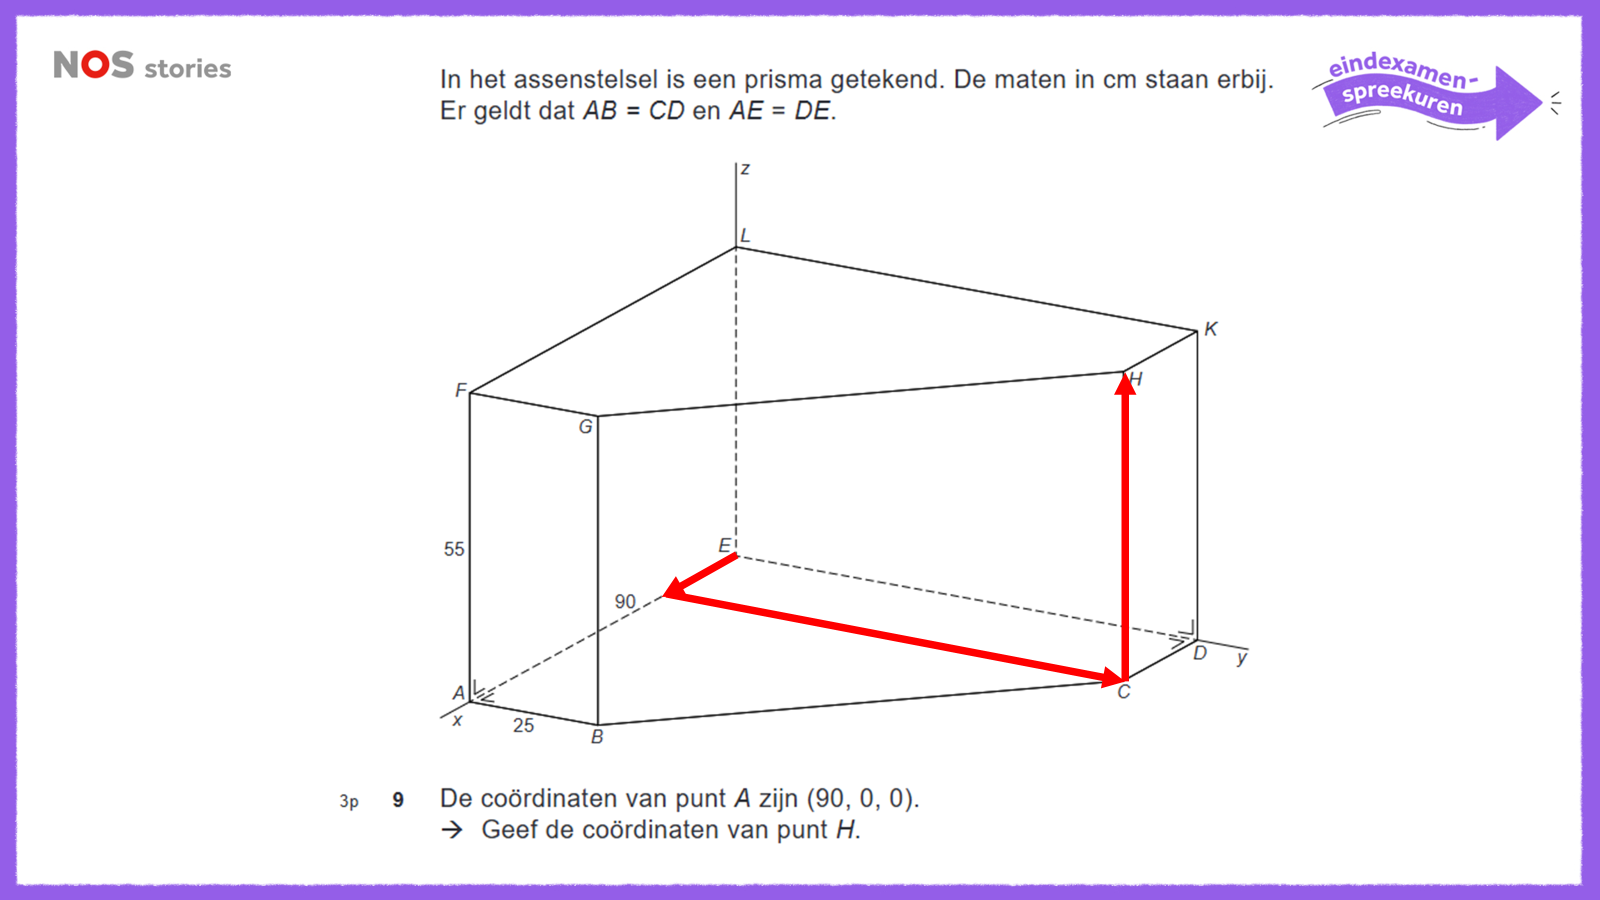 NOS stories
eindexamen-
spreekuren
In het assenstelsel is een prisma getekend. De maten in cm staan erbij.
Er geldt dat AB = CD en AE = DE.
z
L
K
F
H
G
55
E
90
A
D
y
x
25
C
B
3p 9 De coördinaten van punt A zijn (90, 0, 0).
→ Geef de coördinaten van punt H.